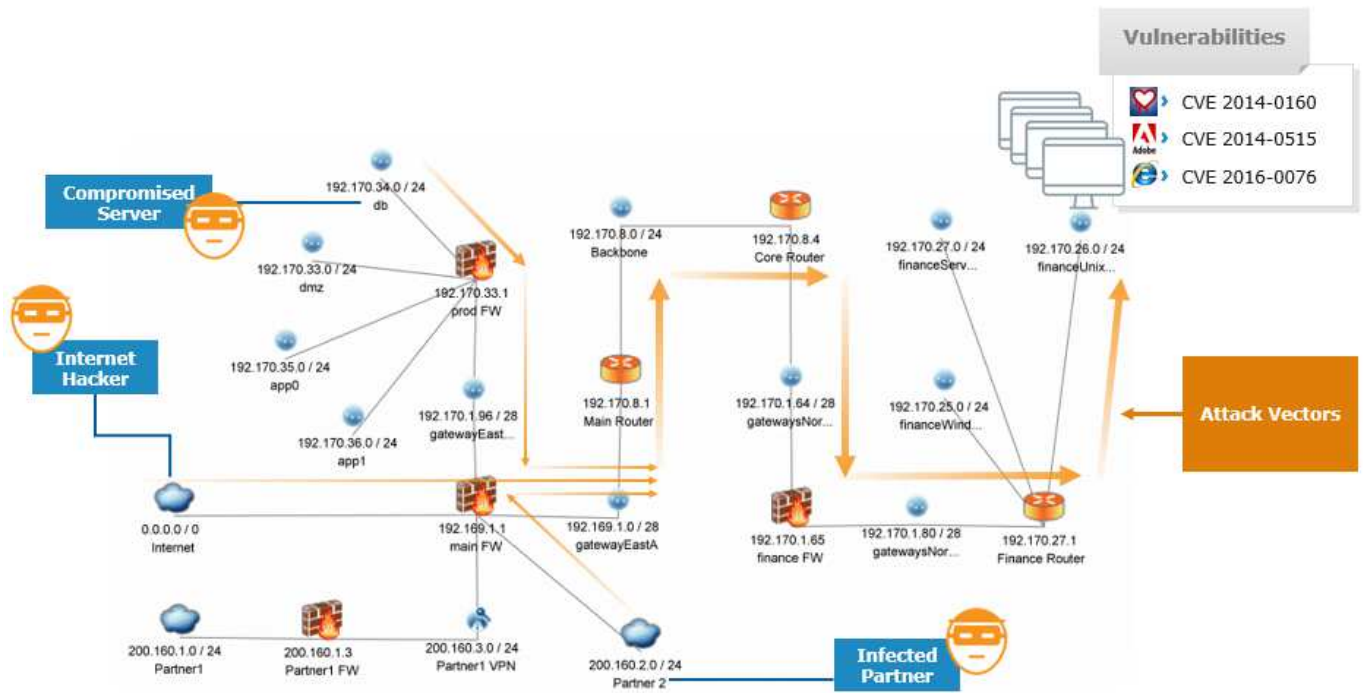 Vulnerabilities
CVE 2014-0160
Adobe
CVE 2014-0515
CVE 2016-0076
Compromised
Server
192.170.34.0 / 24
db
192.170.33.0 / 24
dmz
192.170.33.1
prod FW
192.170.8.0 / 24
Backbone
192.170.8.4
Core Router
192.170.27.0 / 24
financeServ...
192.170.26.0 / 24
financeUnix...
Internet
Hacker
192.170.35.0 / 24
app0
192.170.36.0 / 24
app1
192.170.1.96 / 28
gatewayEast...
192.170.8.1
Main Router
192.170.1.64 / 28
gatewaysNor...
192.170.25.0 / 24
financeWind...
Attack Vectors
0.0.0.0 / 0
Internet
192.169.1.1
main FW
192.169.1.0 / 28
gatewayEastA
192.170.1.65
finance FW
192.170.1.80 / 28
gatewaysNor...
192.170.27.1
Finance Router
200.160.1.0 / 24
Partner1
200.160.1.3
Partner1 FW
200.160.3.0 / 24
Partner1 VPN
200.160.2.0 / 24
Partner 2
Infected
Partner